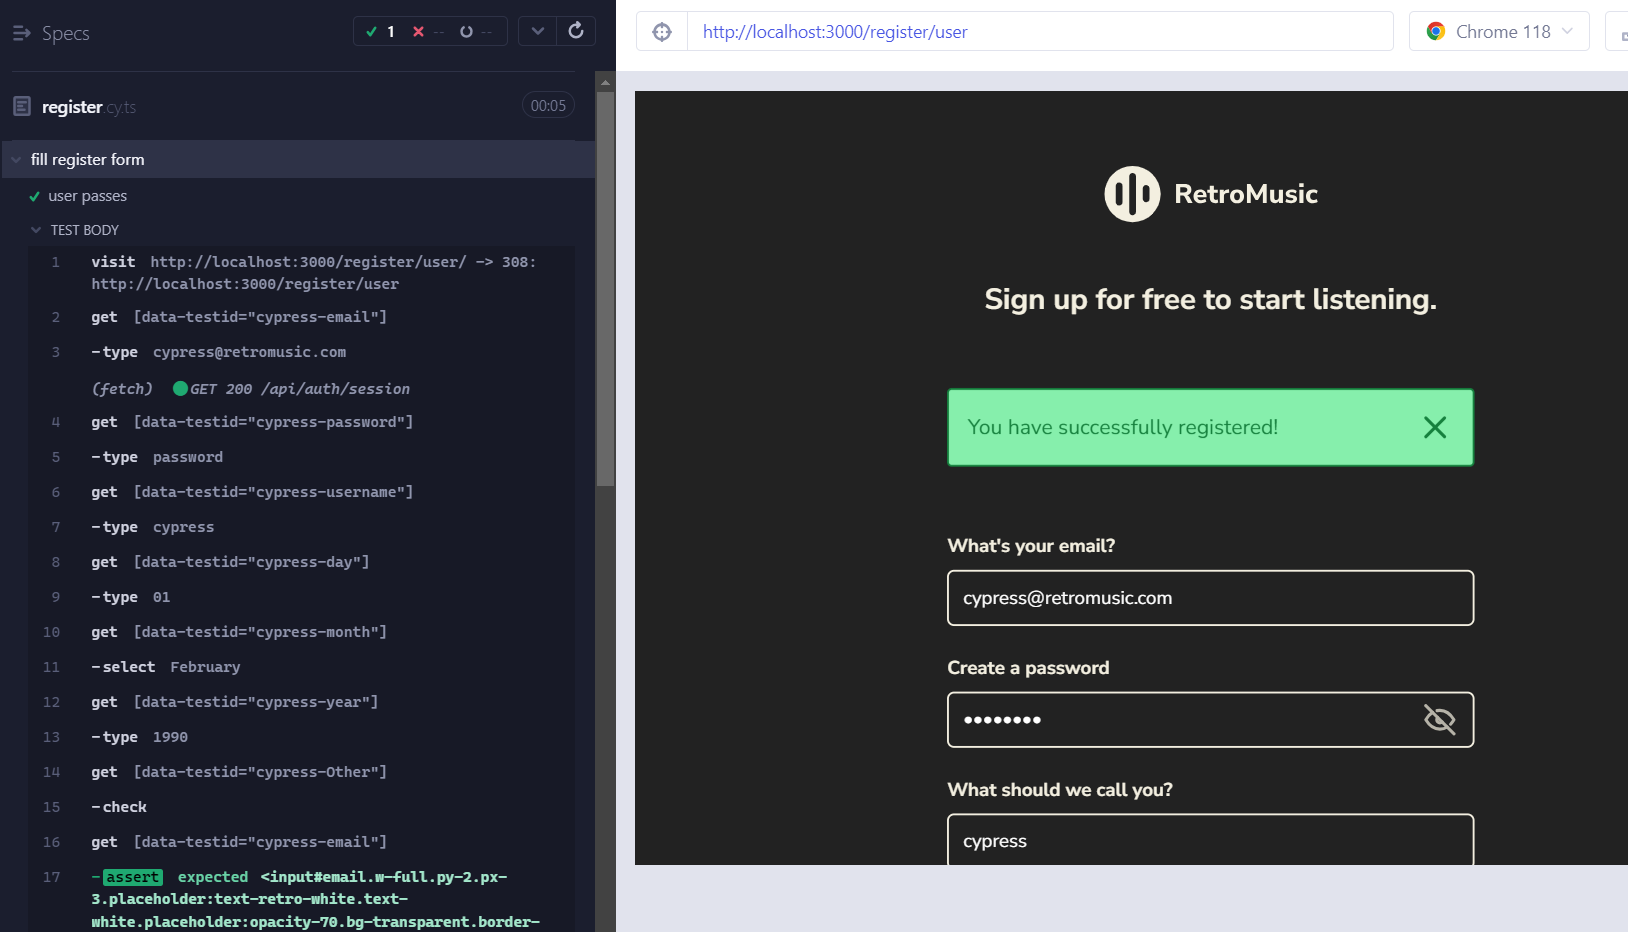 Specs
1 -- --
register.cy.ts
00:05
fill register form
user passes
TEST BODY
1 visit http://localhost:3000/register/user/ -> 308:
http://localhost:3000/register/user
2 get [data-testid="cypress-email"]
3 -type cypress@retromusic.com
(fetch) GET 200 /api/auth/session
4 get [data-testid="cypress-password"]
5 -type password
6 get [data-testid="cypress-username"]
7 -type cypress
8 get [data-testid="cypress-day"]
9 -type 01
10 get [data-testid="cypress-month"]
11 -select February
12 get [data-testid="cypress-year"]
13 -type 1990
14 get [data-testid="cypress-Other"]
15 -check
16 get [data-testid="cypress-email"]
17 -assert expected <input#email.w-full.py-2.px-
3.placeholder:text-retro-white.text-
white.placeholder:opacity-70.bg-transparent.border-
http://localhost:3000/register/user
Chrome 118
RetroMusic
Sign up for free to start listening.
You have successfully registered!
What's your email?
cypress@retromusic.com
Create a password
••••••••
What should we call you?
cypress